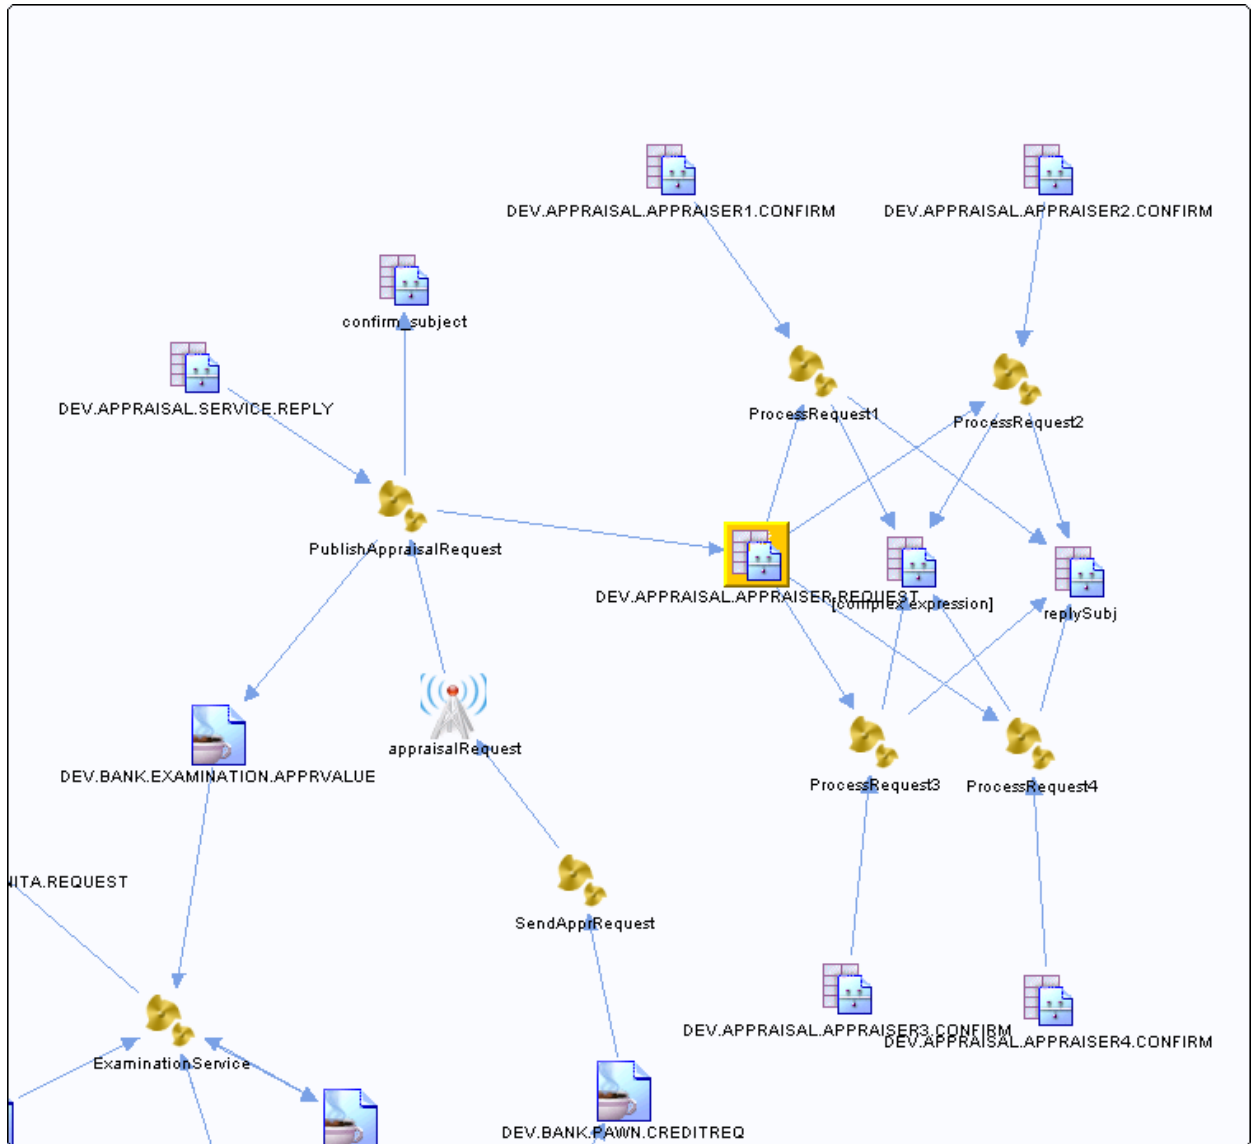 DEV.APPRAISAL.APPRAISER1.CONFIRM
DEV.APPRAISAL.APPRAISER2.CONFIRM
confirm_subject
DEV.APPRAISAL.SERVICE.REPLY
ProcessRequest1
ProcessRequest2
PublishAppraisalRequest
DEV.APPRAISAL.APPRAISER.REQUEST
[complex expression]
replySubj
appraisalRequest
DEV.BANK.EXAMINATION.APPRVALUE
ProcessRequest3
ProcessRequest4
NITA.REQUEST
SendApprRequest
DEV.APPRAISAL.APPRAISER3.CONFIRM
DEV.APPRAISAL.APPRAISER4.CONFIRM
ExaminationService
DEV.BANK.PAWN.CREDITREQ